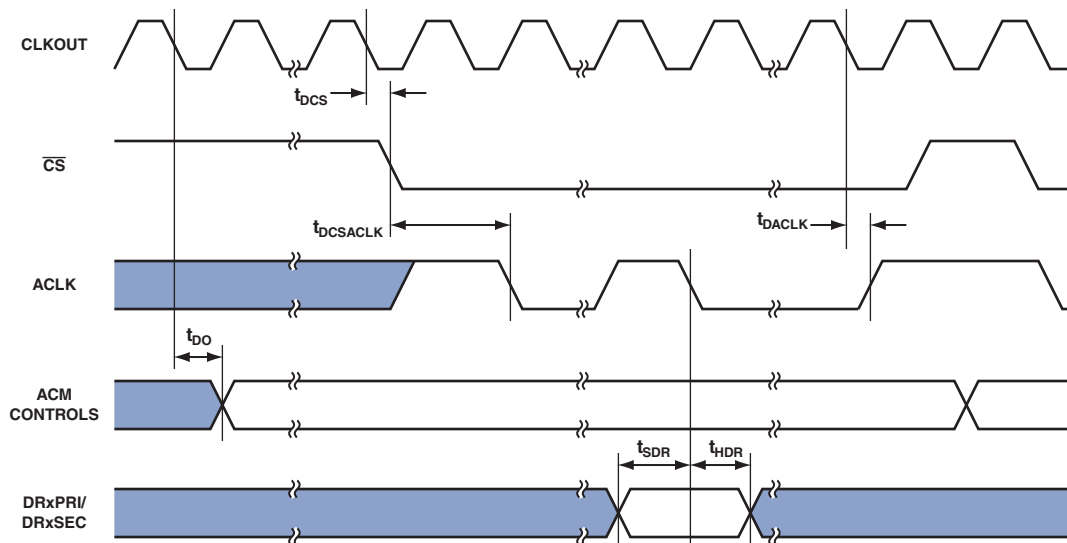 CLKOUT
tDCS
CS
tDCSACLK
tDACLK
ACLK
tDO
ACM
CONTROLS
tSDR
tHDR
DRxPRI/
DRxSEC